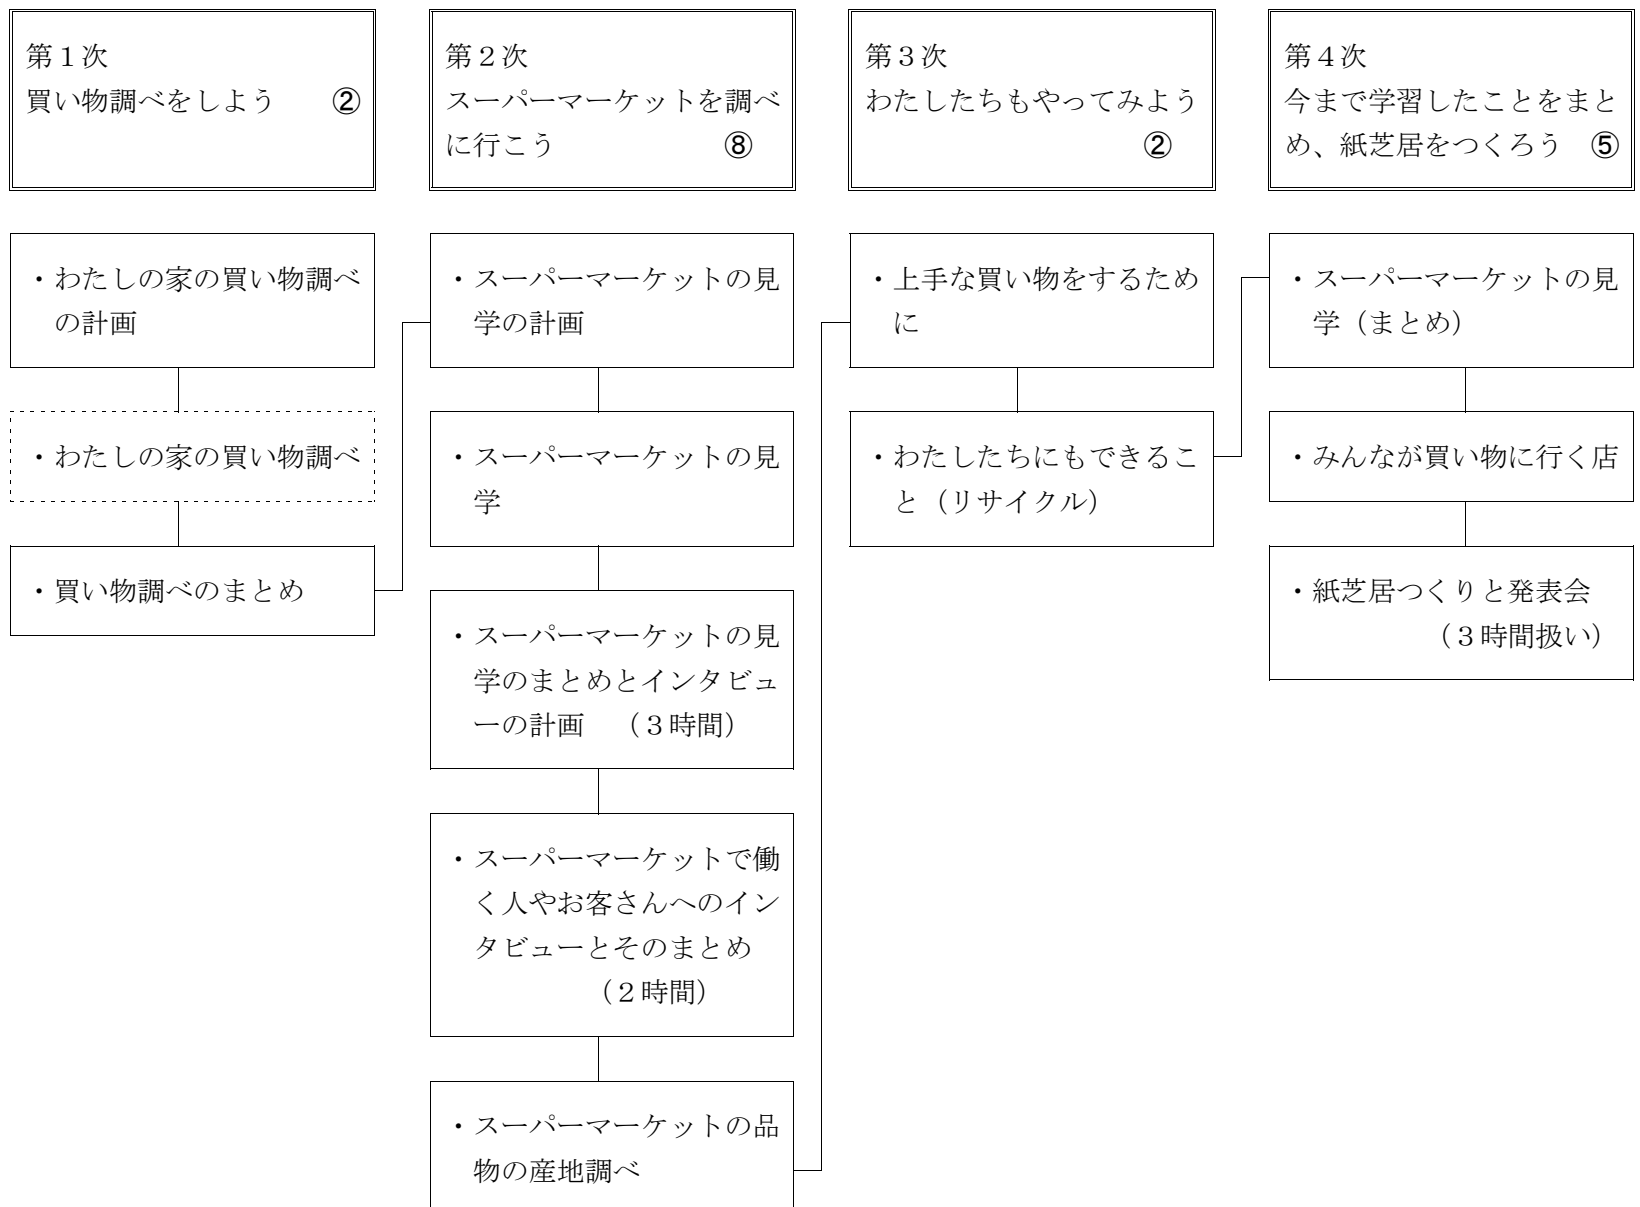 第１次
買い物調べをしよう　　②
第２次
スーパーマーケットを調べ
に行こう　　　　　　⑧
第３次
わたしたちもやってみよう
②
第４次
今まで学習したことをまと
め、紙芝居をつくろう　⑤
・わたしの家の買い物調べ
の計画
・わたしの家の買い物調べ
・買い物調べのまとめ
・スーパーマーケットの見
学の計画
・スーパーマーケットの見
学
・スーパーマーケットの見
学のまとめとインタビュ
ーの計画　（３時間）
・スーパーマーケットで働
く人やお客さんへのイン
タビューとそのまとめ
（２時間）
・スーパーマーケットの品
物の産地調べ
・上手な買い物をするため
に
・わたしたちにもできるこ
と（リサイクル）
・スーパーマーケットの見
学（まとめ）
・みんなが買い物に行く店
・紙芝居つくりと発表会
（３時間扱い）